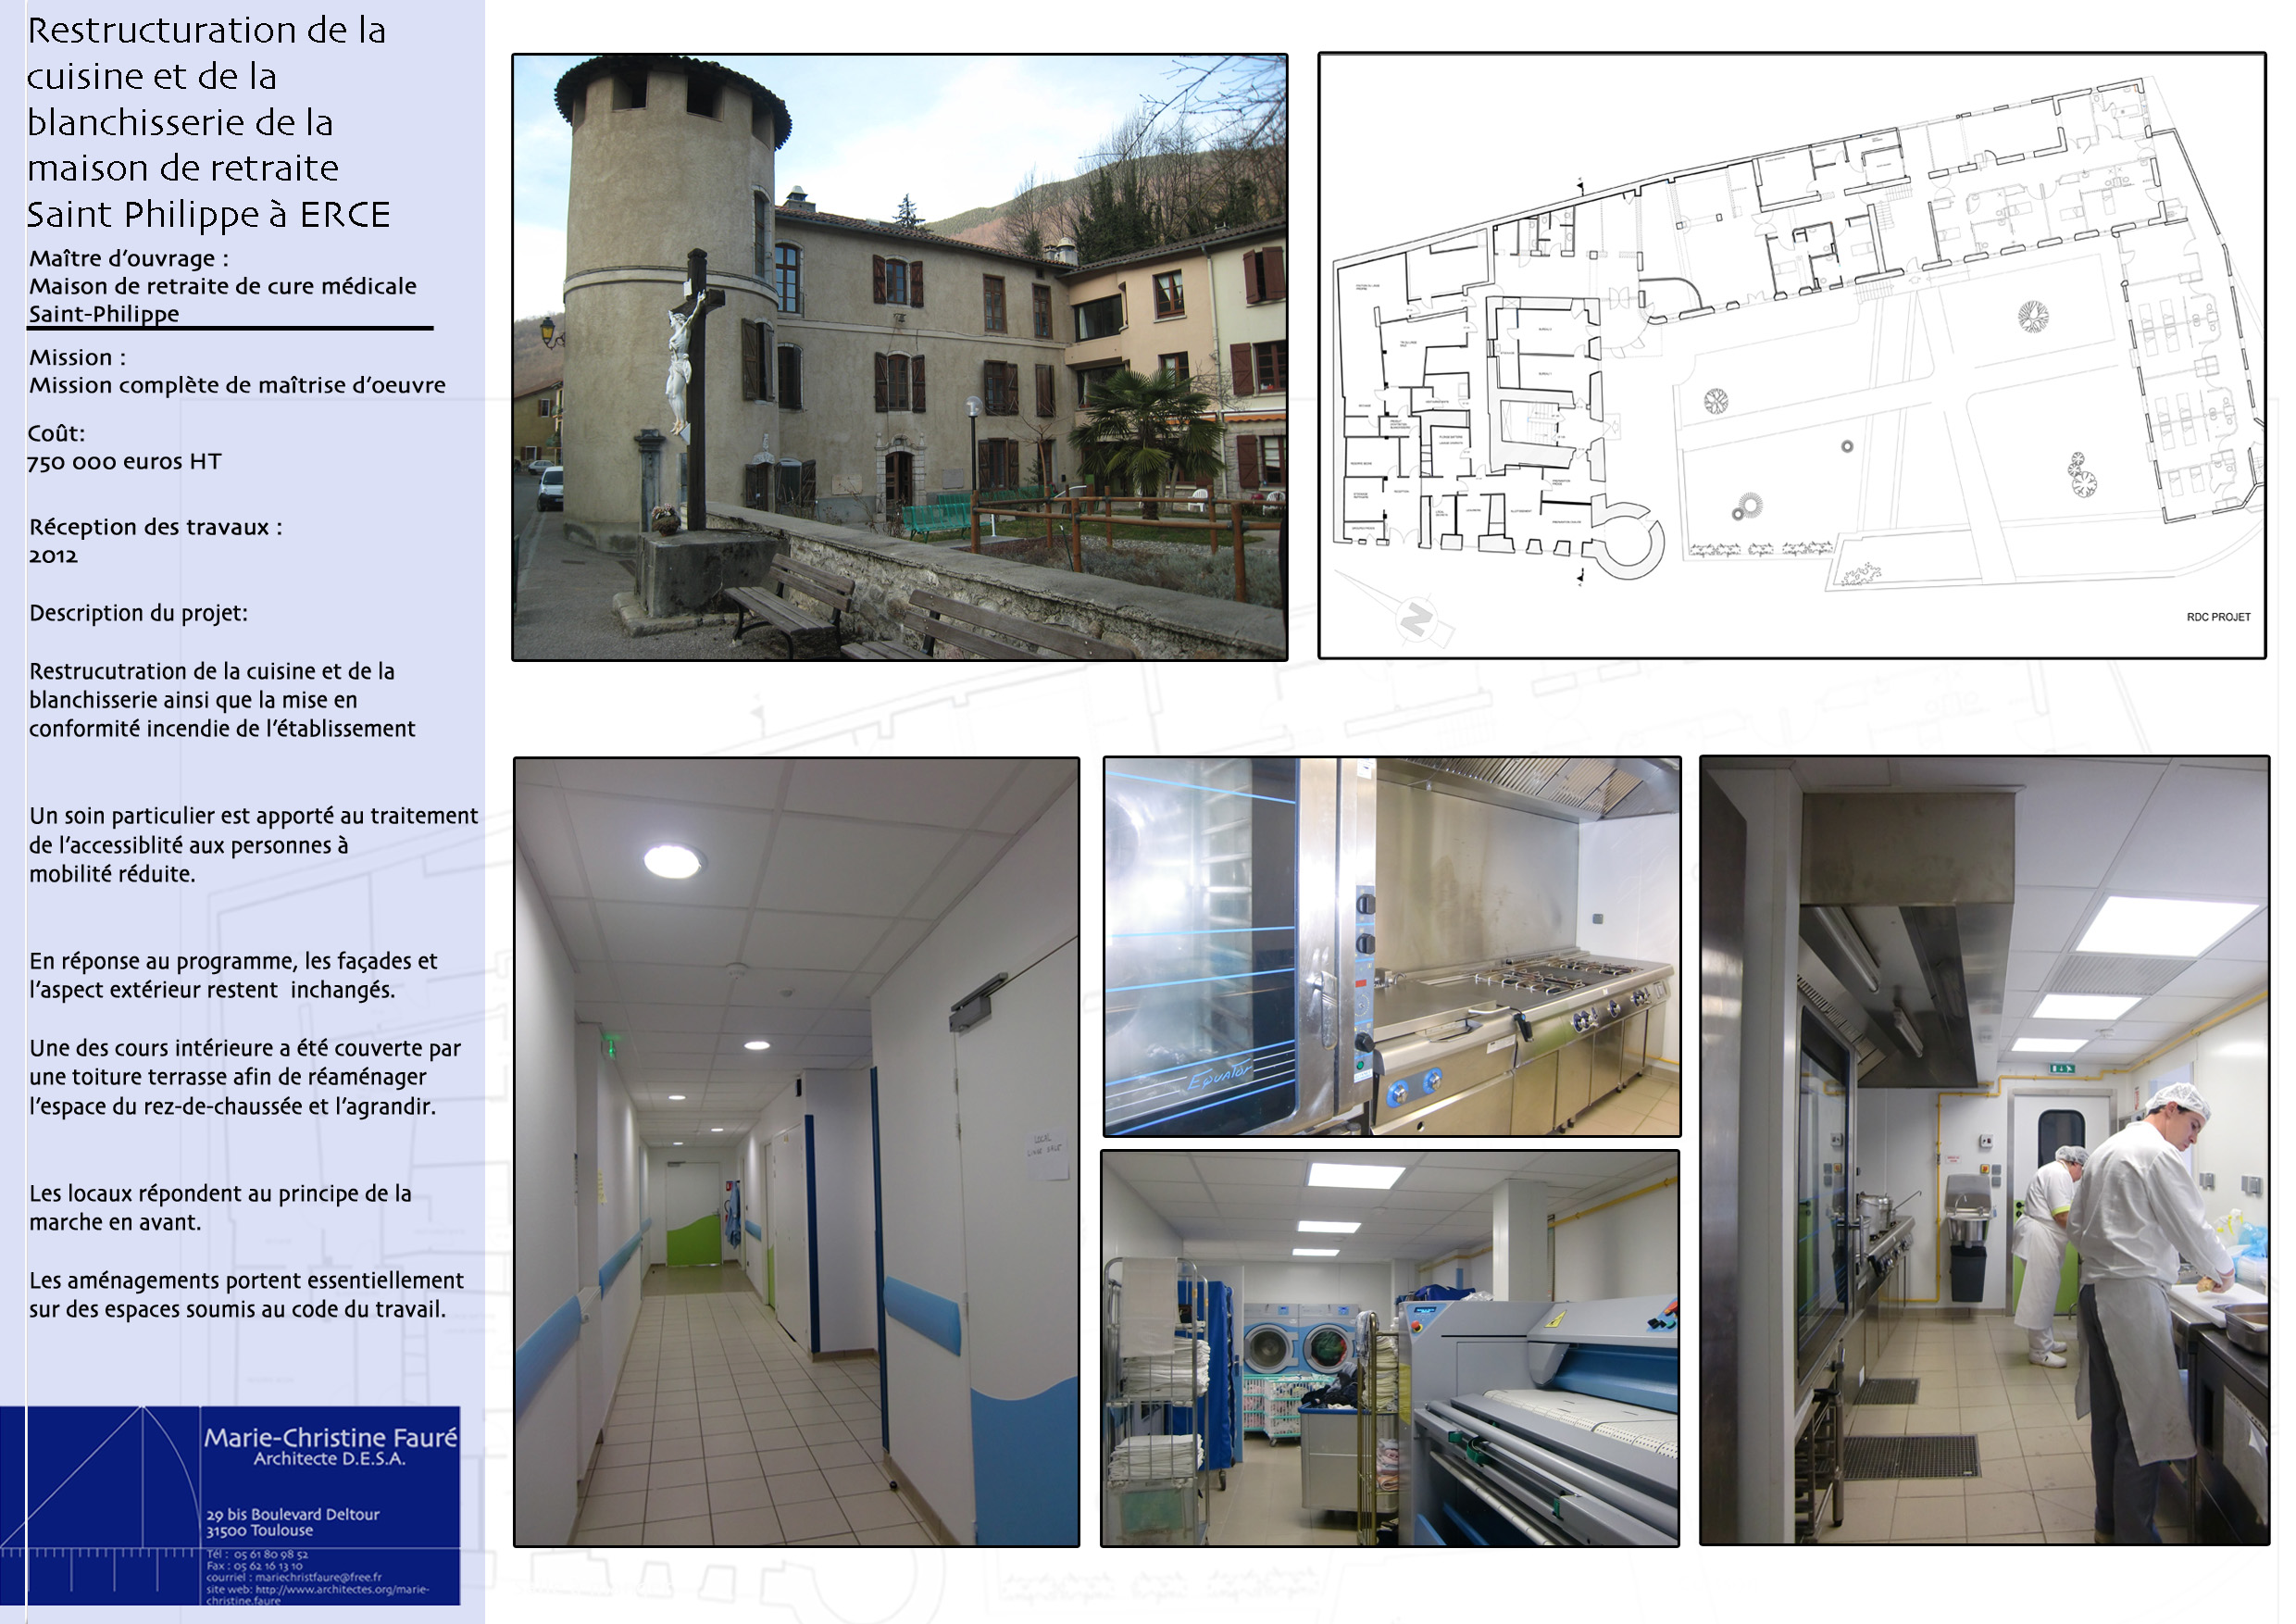 Restructuration de la
cuisine et de la
blanchisserie de la
maison de retraite
Saint Philippe à ERCE
Maître d'ouvrage :
Maison de retraite de cure médicale
Saint-Philippe
Mission :
Mission complète de maîtrise d'oeuvre
Coût:
750 000 euros HT
Réception des travaux :
2012
Description du projet:
Restrucutration de la cuisine et de la
blanchisserie ainsi que la mise en
conformité incendie de l'établissement
Un soin particulier est apporté au traitement
de l'accessiblité aux personnes à
mobilité réduite.
En réponse au programme, les façades et
l'aspect extérieur restent  inchangés.
Une des cours intérieure a été couverte par
une toiture terrasse afin de réaménager
l'espace du rez-de-chaussée et l'agrandir.
Les locaux répondent au principe de la
marche en avant.
Les aménagements portent essentiellement
sur des espaces soumis au code du travail.
Marie-Christine Fauré
Architecte D.E.S.A.
29 bis Boulevard Deltour
31500 Toulouse
Tél : 05 61 80 98 52
Fax : 05 62 16 13 10
courriel : mariechristfaure@free.fr
site web: http://www.architectes.org/marie-
christine.faure
N
RDC PROJET
Equator
LOCAL
LINGE SALE